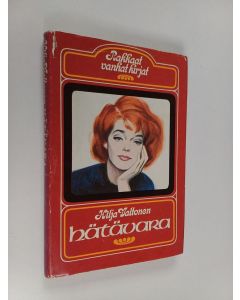 Rakkaat
vanhat kirjat
Hilja Valtonen
hätävara